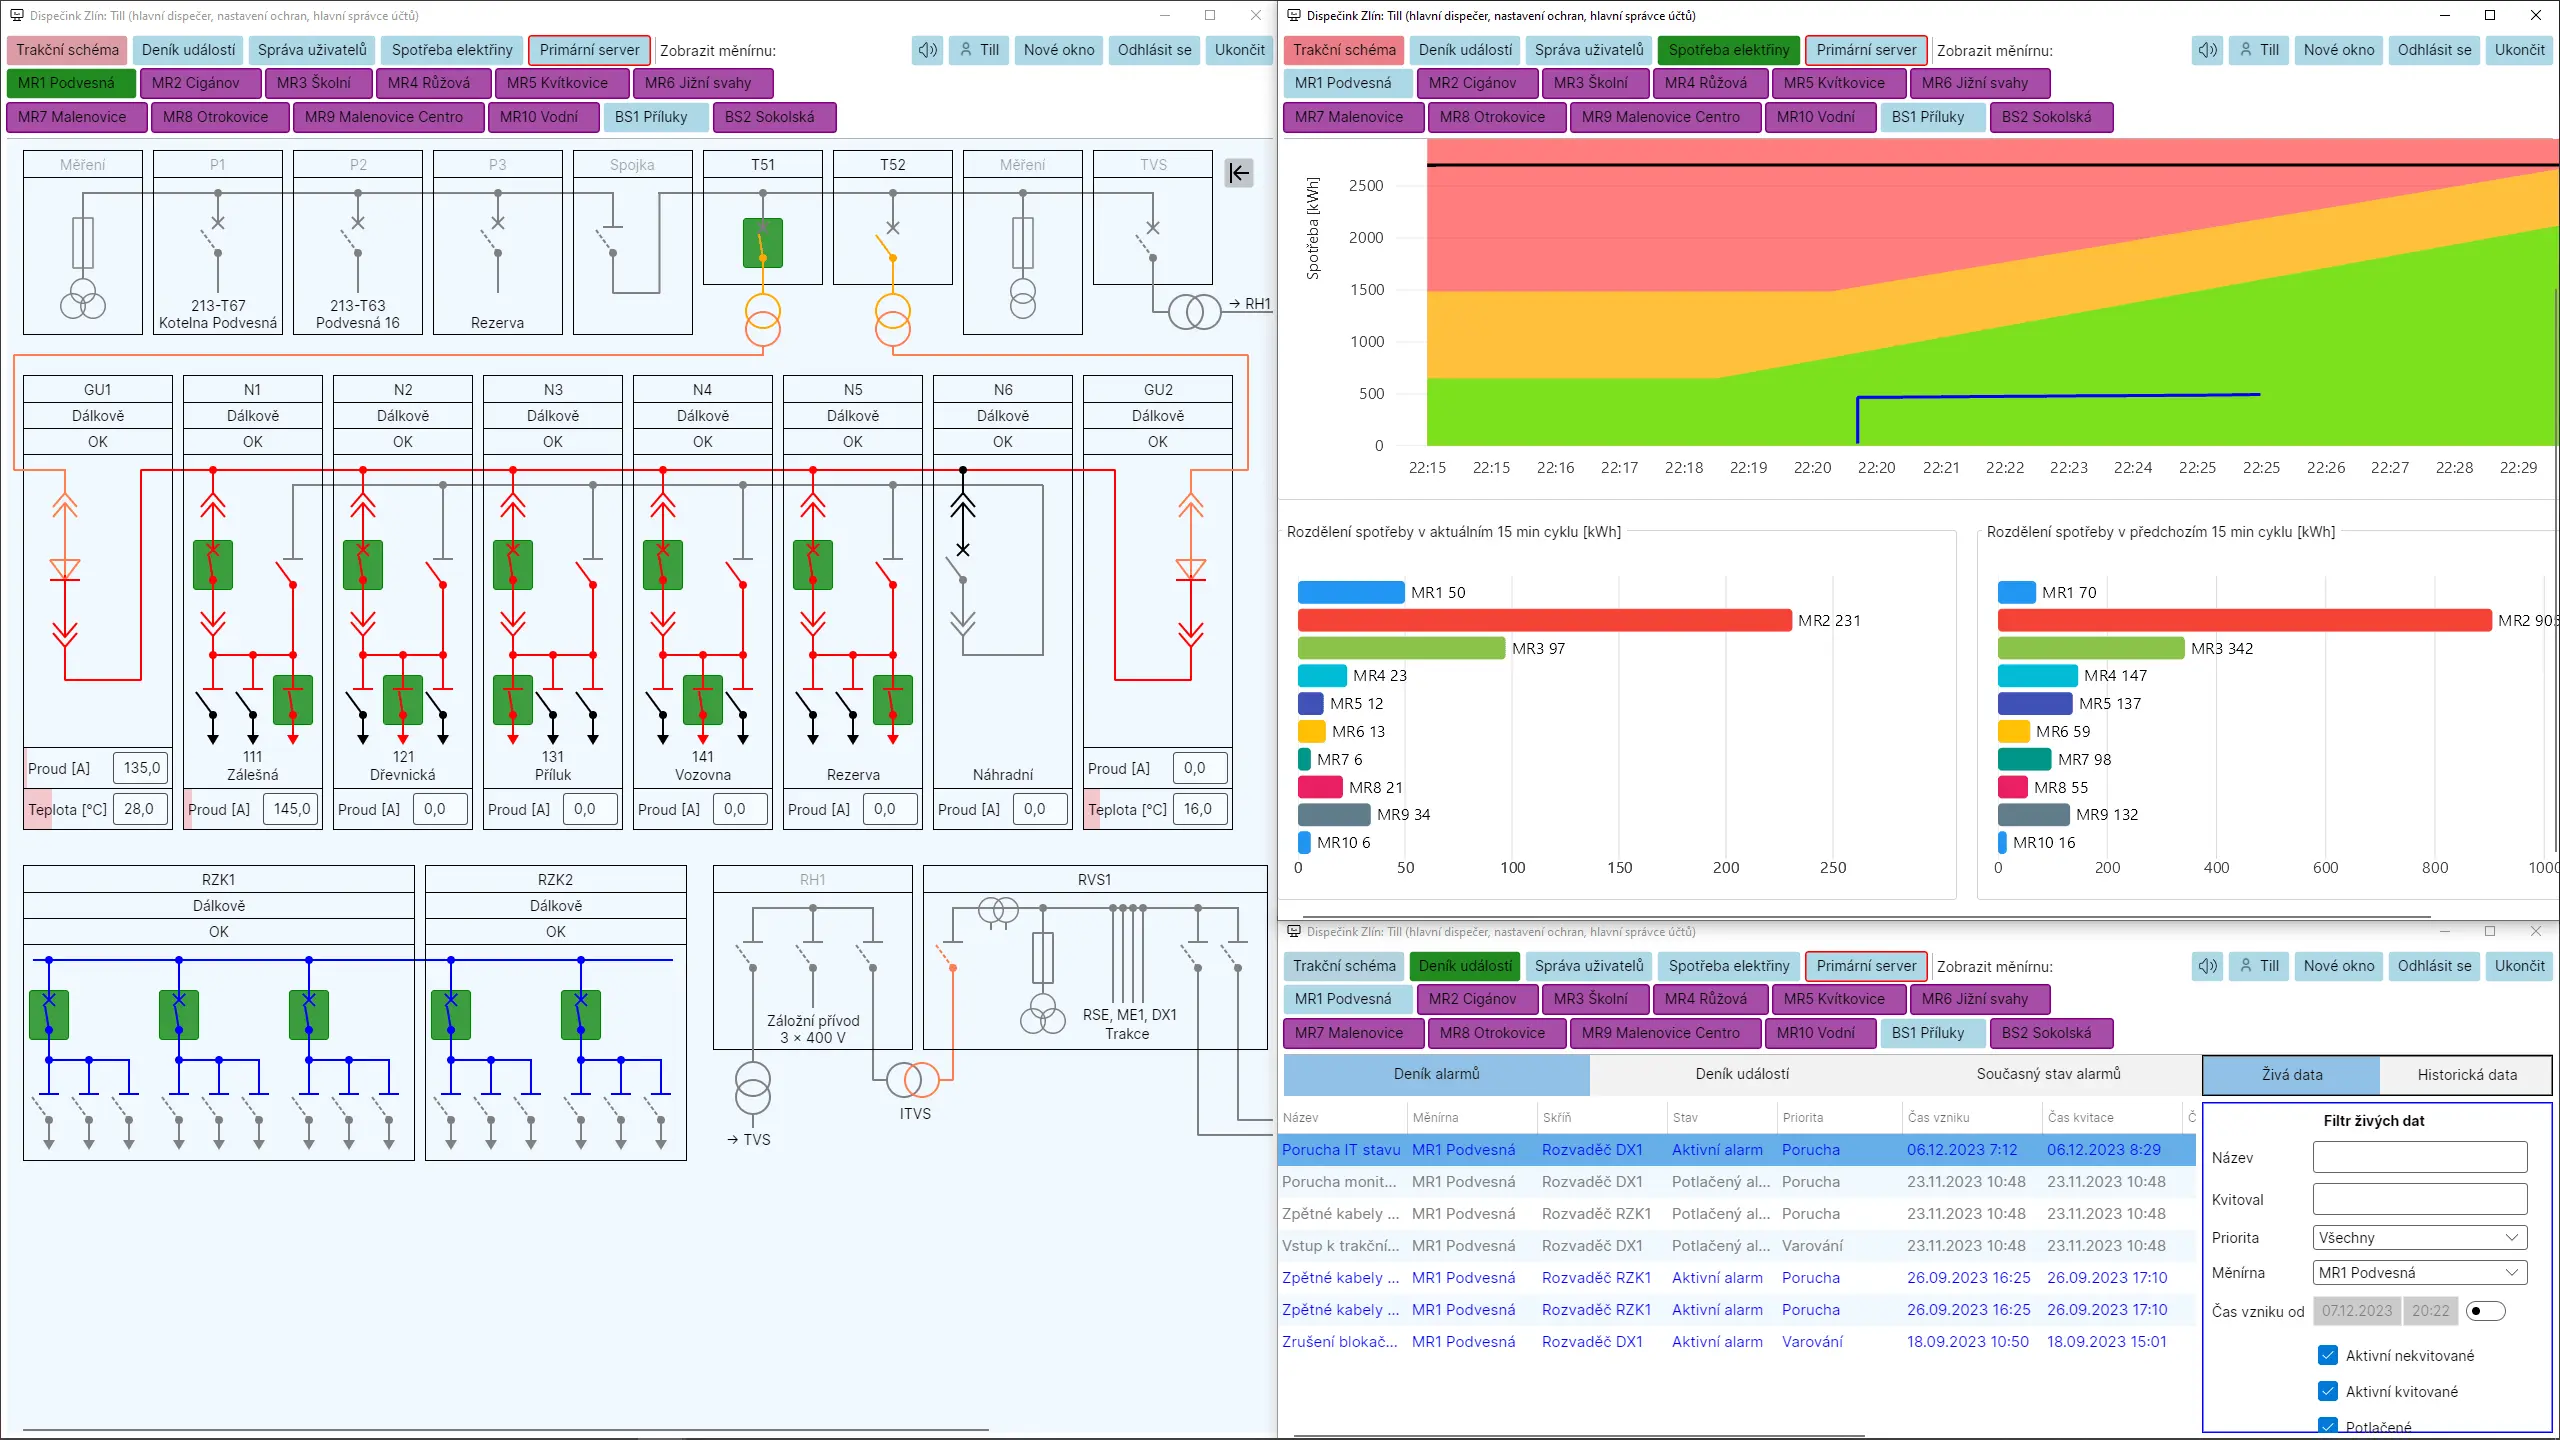 Dispečink Zlín: Till (hlavní dispečer, nastavení ochran, hlavní správce účtů)
Trakční schéma Deník událostí Správa uživatelů Spotřeba elektřiny Primární server Zobrazit měnírnu: Till Nové okno Odhlásit se Ukončit
MR1 Podvesná MR2 Cigánov MR3 Školní MR4 Růžová MR5 Kvítkovice MR6 Jižní svahy
MR7 Malenovice MR8 Otrokovice MR9 Malenovice Centro MR10 Vodní BS1 Příluky BS2 Sokolská
Měření P1 P2 P3 Spojka T51 T52 Měření TVS
→ RH1
213-T67 213-T63
Kotelna Podvesná Podvesná 16 Rezerva
GU1 N1 N2 N3 N4 N5 N6 GU2
Dálkově Dálkově Dálkově Dálkově Dálkově Dálkově Dálkově Dálkově
OK OK OK OK OK OK OK OK
111 121 131 141
Zálešná Dřevnická Příluk Vozovna Rezerva Náhradní
Proud [A] 135,0 Proud [A] 0,0
Teplota [°C] 28,0 Proud [A] 145,0 Proud [A] 0,0 Proud [A] 0,0 Proud [A] 0,0 Proud [A] 0,0 Proud [A] 0,0 Teplota [°C] 16,0
RZK1 RZK2 RH1 RVS1
Dálkově Dálkově
OK OK
Záložní přívod
3 × 400 V
RSE, ME1, DX1
Trakce
ITVS
→ TVS
Dispečink Zlín: Till (hlavní dispečer, nastavení ochran, hlavní správce účtů)
Trakční schéma Deník událostí Správa uživatelů Spotřeba elektřiny Primární server Zobrazit měnírnu: Till Nové okno Odhlásit se Ukončit
MR1 Podvesná MR2 Cigánov MR3 Školní MR4 Růžová MR5 Kvítkovice MR6 Jižní svahy
MR7 Malenovice MR8 Otrokovice MR9 Malenovice Centro MR10 Vodní BS1 Příluky BS2 Sokolská
Spotřeba [kWh]
2500
2000
1500
1000
500
0
22:15 22:15 22:16 22:17 22:18 22:19 22:20 22:20 22:21 22:22 22:23 22:24 22:25 22:25 22:26 22:27 22:28 22:29
Rozdělení spotřeby v aktuálním 15 min cyklu [kWh]
MR1 50
MR2 231
MR3 97
MR4 23
MR5 12
MR6 13
MR7 6
MR8 21
MR9 34
MR10 6
0 50 100 150 200 250
Rozdělení spotřeby v předchozím 15 min cyklu [kWh]
MR1 70
MR2
MR3 342
MR4 147
MR5 137
MR6 59
MR7 98
MR8 55
MR9 132
MR10 16
0 200 400 600 800 1000
Dispečink Zlín: Till (hlavní dispečer, nastavení ochran, hlavní správce účtů)
Trakční schéma Deník událostí Správa uživatelů Spotřeba elektřiny Primární server Zobrazit měnírnu: Till Nové okno Odhlásit se Ukončit
MR1 Podvesná MR2 Cigánov MR3 Školní MR4 Růžová MR5 Kvítkovice MR6 Jižní svahy
MR7 Malenovice MR8 Otrokovice MR9 Malenovice Centro MR10 Vodní BS1 Příluky BS2 Sokolská
Deník alarmů Deník událostí Současný stav alarmů Živá data Historická data
Název Měnírna Skříň Stav Priorita Čas vzniku Čas kvitace Č
Porucha IT stavu MR1 Podvesná Rozvaděč DX1 Aktivní alarm Porucha 06.12.2023 7:12 06.12.2023 8:29
Porucha monit... MR1 Podvesná Rozvaděč DX1 Potlačený al... Porucha 23.11.2023 10:48 23.11.2023 10:48
Zpětné kabely ... MR1 Podvesná Rozvaděč RZK1 Potlačený al... Porucha 23.11.2023 10:48 23.11.2023 10:48
Vstup k trakční... MR1 Podvesná Rozvaděč DX1 Potlačený al... Varování 23.11.2023 10:48 23.11.2023 10:48
Zpětné kabely ... MR1 Podvesná Rozvaděč RZK1 Aktivní alarm Porucha 26.09.2023 16:25 26.09.2023 17:10
Zpětné kabely ... MR1 Podvesná Rozvaděč RZK1 Aktivní alarm Porucha 26.09.2023 16:25 26.09.2023 17:10
Zrušení blokač... MR1 Podvesná Rozvaděč DX1 Aktivní alarm Varování 18.09.2023 10:50 18.09.2023 15:01
Filtr živých dat
Název
Kvitoval
Priorita Všechny
Měnírna MR1 Podvesná
Čas vzniku od 07.12.2023 20:22
Aktivní nekvitované
Aktivní kvitované
Potlačené